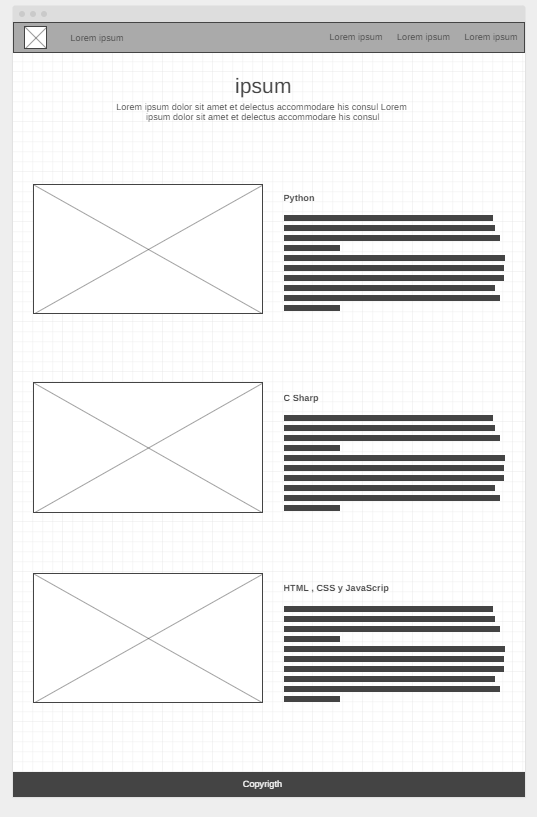 Lorem ipsum
Lorem ipsum
Lorem ipsum
Lorem ipsum
ipsum
Lorem ipsum dolor sit amet et delectus accommodare his consul Lorem
ipsum dolor sit amet et delectus accommodare his consul
Python
C Sharp
HTML , CSS y JavaScrip
Copyrigth